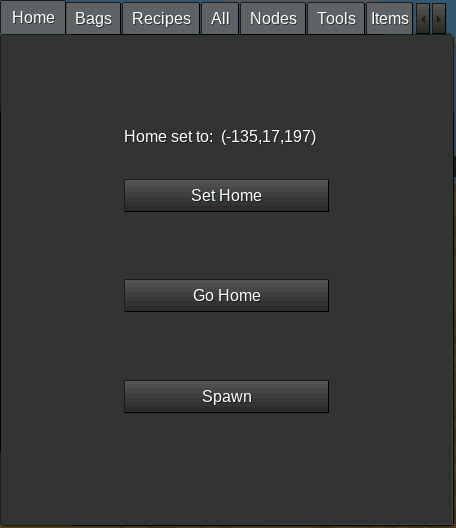 Home Bags Recipes All Nodes Tools Items
Home set to: (-135,17,197)
Set Home
Go Home
Spawn